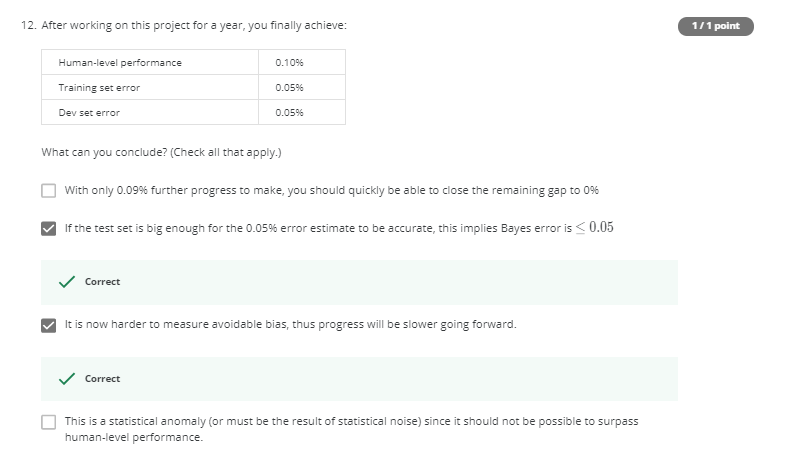 12. After working on this project for a year, you finally achieve:
1 / 1 point
Human-level performance 0.10%
Training set error 0.05%
Dev set error 0.05%
What can you conclude? (Check all that apply.)
With only 0.09% further progress to make, you should quickly be able to close the remaining gap to 0%
If the test set is big enough for the 0.05% error estimate to be accurate, this implies Bayes error is ≤ 0.05
Correct
It is now harder to measure avoidable bias, thus progress will be slower going forward.
Correct
This is a statistical anomaly (or must be the result of statistical noise) since it should not be possible to surpass
human-level performance.